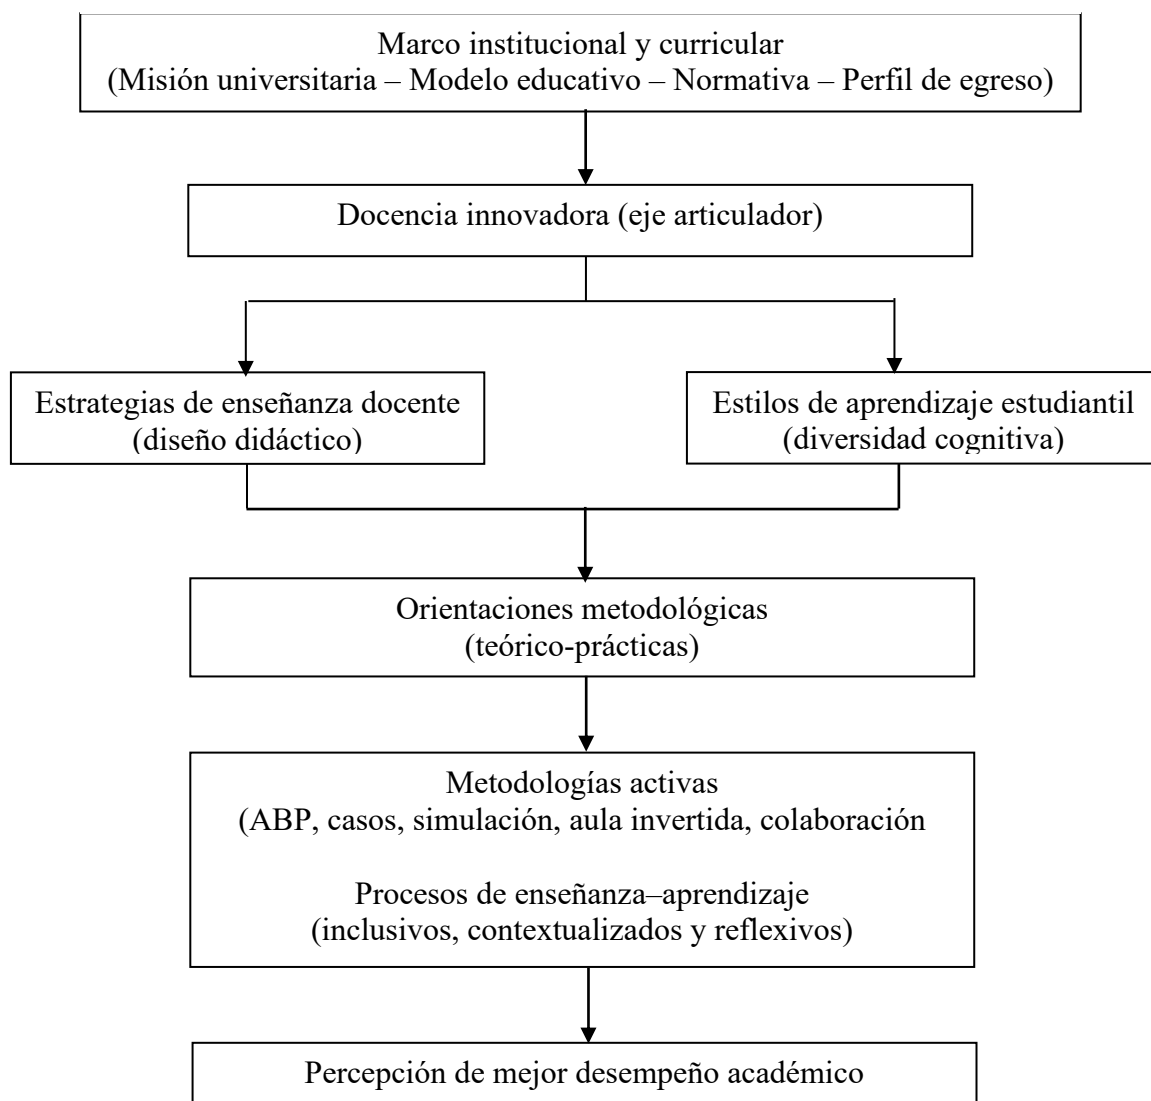 Marco institucional y curricular
(Misión universitaria – Modelo educativo – Normativa – Perfil de egreso)
Docencia innovadora (eje articulador)
Estrategias de enseñanza docente
(diseño didáctico)
Estilos de aprendizaje estudiantil
(diversidad cognitiva)
Orientaciones metodológicas
(teórico-prácticas)
Metodologías activas
(ABP, casos, simulación, aula invertida, colaboración
Procesos de enseñanza–aprendizaje
(inclusivos, contextualizados y reflexivos)
Percepción de mejor desempeño académico